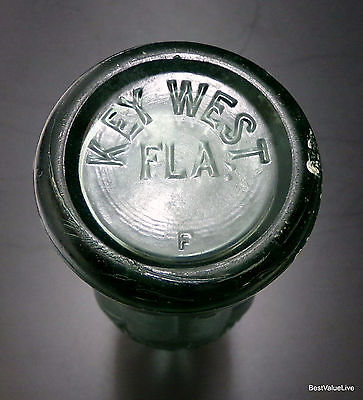 KEY WEST
FLA.
F
BestValueLive